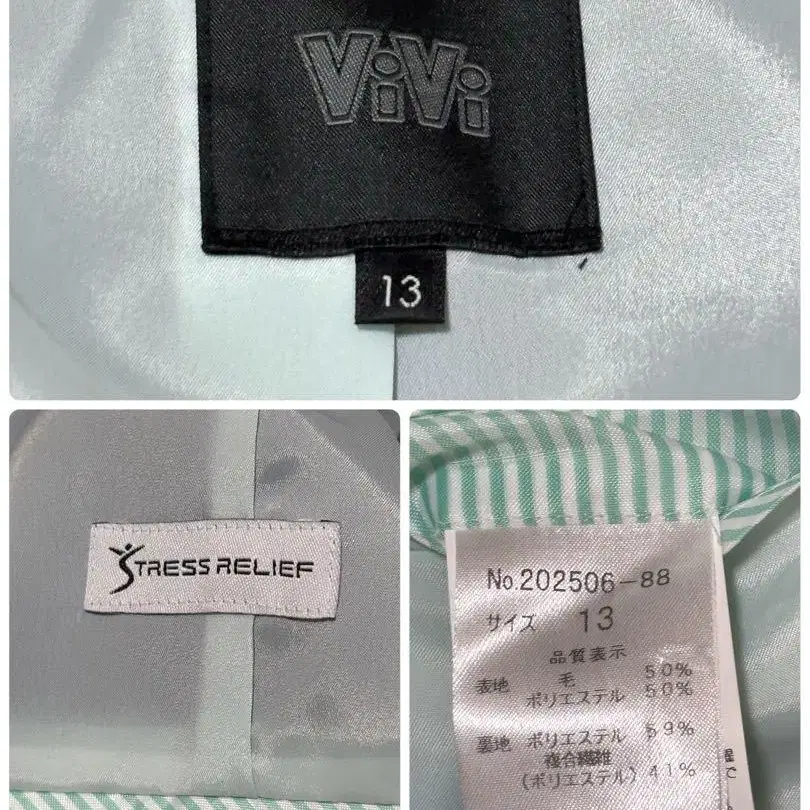 ViVi
13
STRESS RELIEF
No.202506-88
サイズ 13
品質表示
表地 毛 50%
ポリエステル 50%
裏地 ポリエステル 59%
複合繊維
(ポリエステル) 41%
で